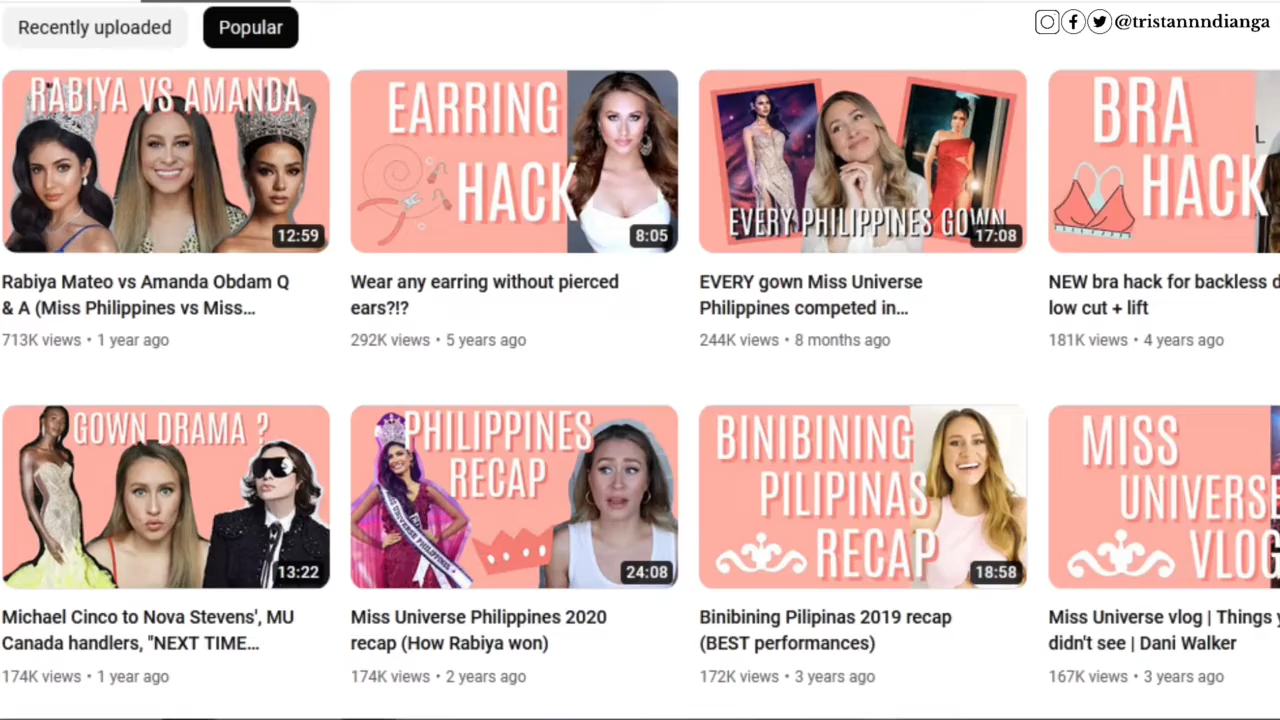 Recently uploaded
Popular
@tristannndianga
RABIYA VS AMANDA
12:59
EARRING
HACK
8:05
EVERY PHILIPPINES GOWN
17:08
BRA
HACK
Rabiya Mateo vs Amanda Obdam Q
& A (Miss Philippines vs Miss...
713K views • 1 year ago
Wear any earring without pierced
ears?!?
292K views • 5 years ago
EVERY gown Miss Universe
Philippines competed in...
244K views • 8 months ago
NEW bra hack for backless d
low cut + lift
181K views • 4 years ago
GOWN DRAMA ?
13:22
PHILIPPINES
RECAP
24:08
BINIBINING
PILIPINAS
RECAP
18:58
MISS
UNIVERSE
VLOG
Michael Cinco to Nova Stevens', MU
Canada handlers, "NEXT TIME...
174K views • 1 year ago
Miss Universe Philippines 2020
recap (How Rabiya won)
174K views • 2 years ago
Binibining Pilipinas 2019 recap
(BEST performances)
172K views • 3 years ago
Miss Universe vlog | Things y
didn't see | Dani Walker
167K views • 3 years ago